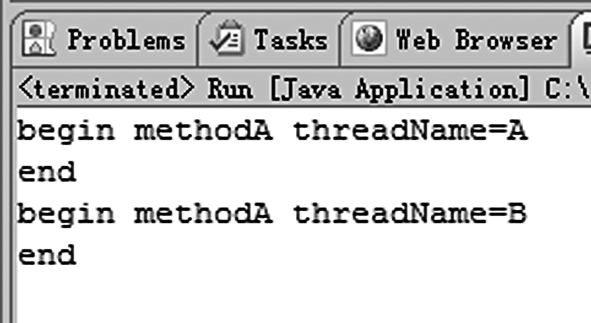 Problems Tasks Web Browser
<terminated> Run [Java Application] C:\
begin methodA threadName=A
end
begin methodA threadName=B
end